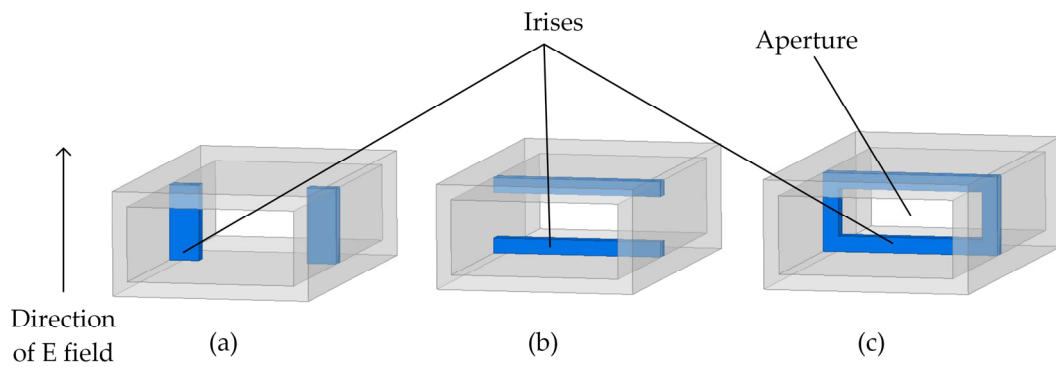 Irises
Aperture
Direction
of E field
(a)
(b)
(c)